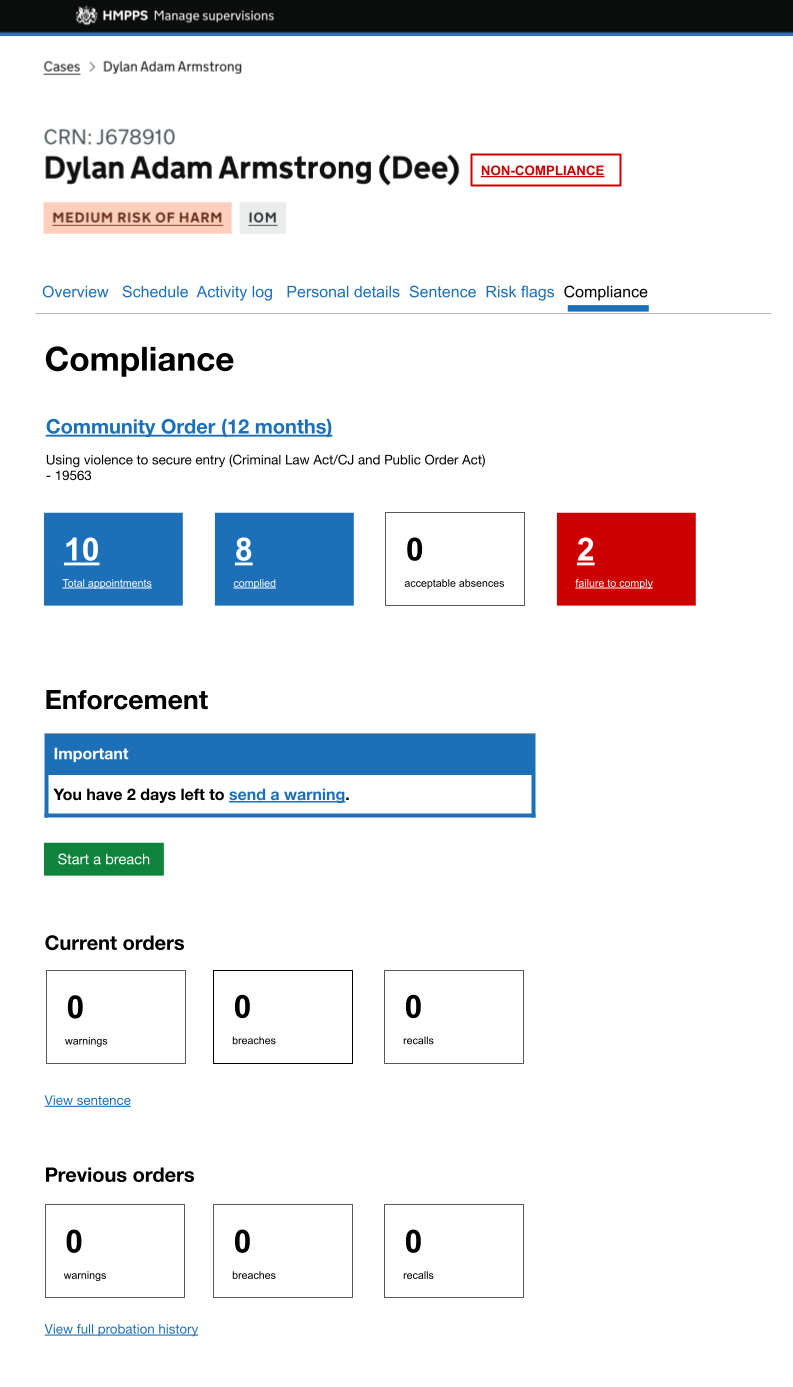 HMPPS Manage supervisions
Cases > Dylan Adam Armstrong
CRN: J678910
Dylan Adam Armstrong (Dee) NON-COMPLIANCE
MEDIUM RISK OF HARM IOM
Overview Schedule Activity log Personal details Sentence Risk flags Compliance
Compliance
Community Order (12 months)
Using violence to secure entry (Criminal Law Act/CJ and Public Order Act)
- 19563
10 8 0 2
Total appointments complied acceptable absences failure to comply
Enforcement
Important
You have 2 days left to send a warning.
Start a breach
Current orders
0 0 0
warnings breaches recalls
View sentence
Previous orders
0 0 0
warnings breaches recalls
View full probation history